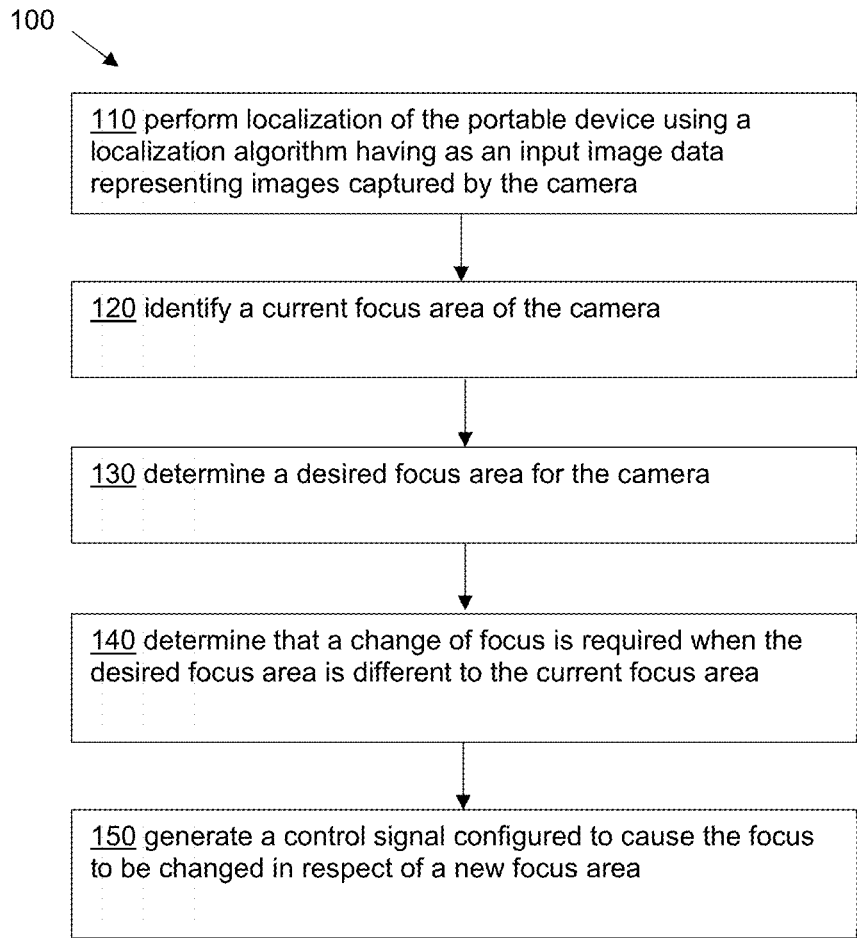 100
110 perform localization of the portable device using a
localization algorithm having as an input image data
representing images captured by the camera
120 identify a current focus area of the camera
130 determine a desired focus area for the camera
140 determine that a change of focus is required when the
desired focus area is different to the current focus area
150 generate a control signal configured to cause the focus
to be changed in respect of a new focus area